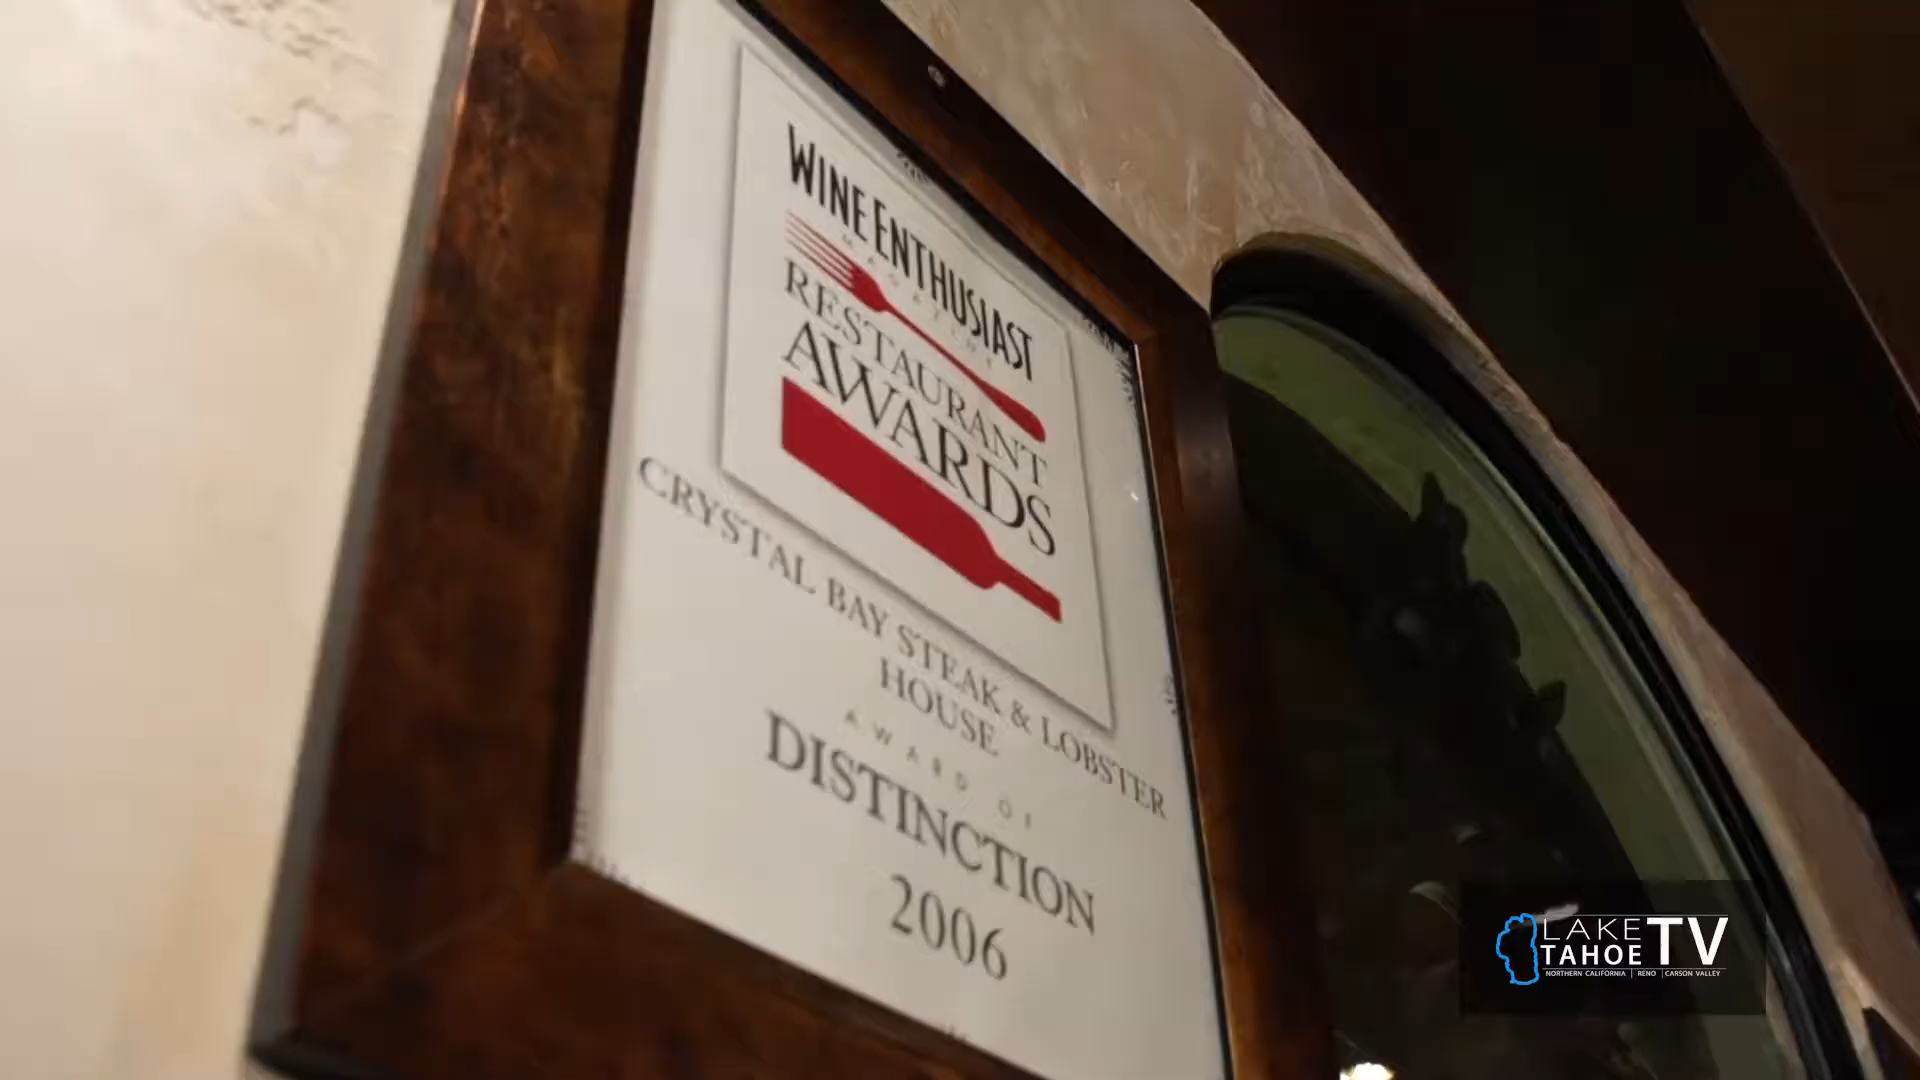 WINE ENTHUSIAST
MAGAZINE
RESTAURANT
AWARDS
CRYSTAL BAY STEAK & LOBSTER
HOUSE
AWARD OF
DISTINCTION
2006
LAKE
TAHOE TV
NORTHERN CALIFORNIA | RENO | CARSON VALLEY